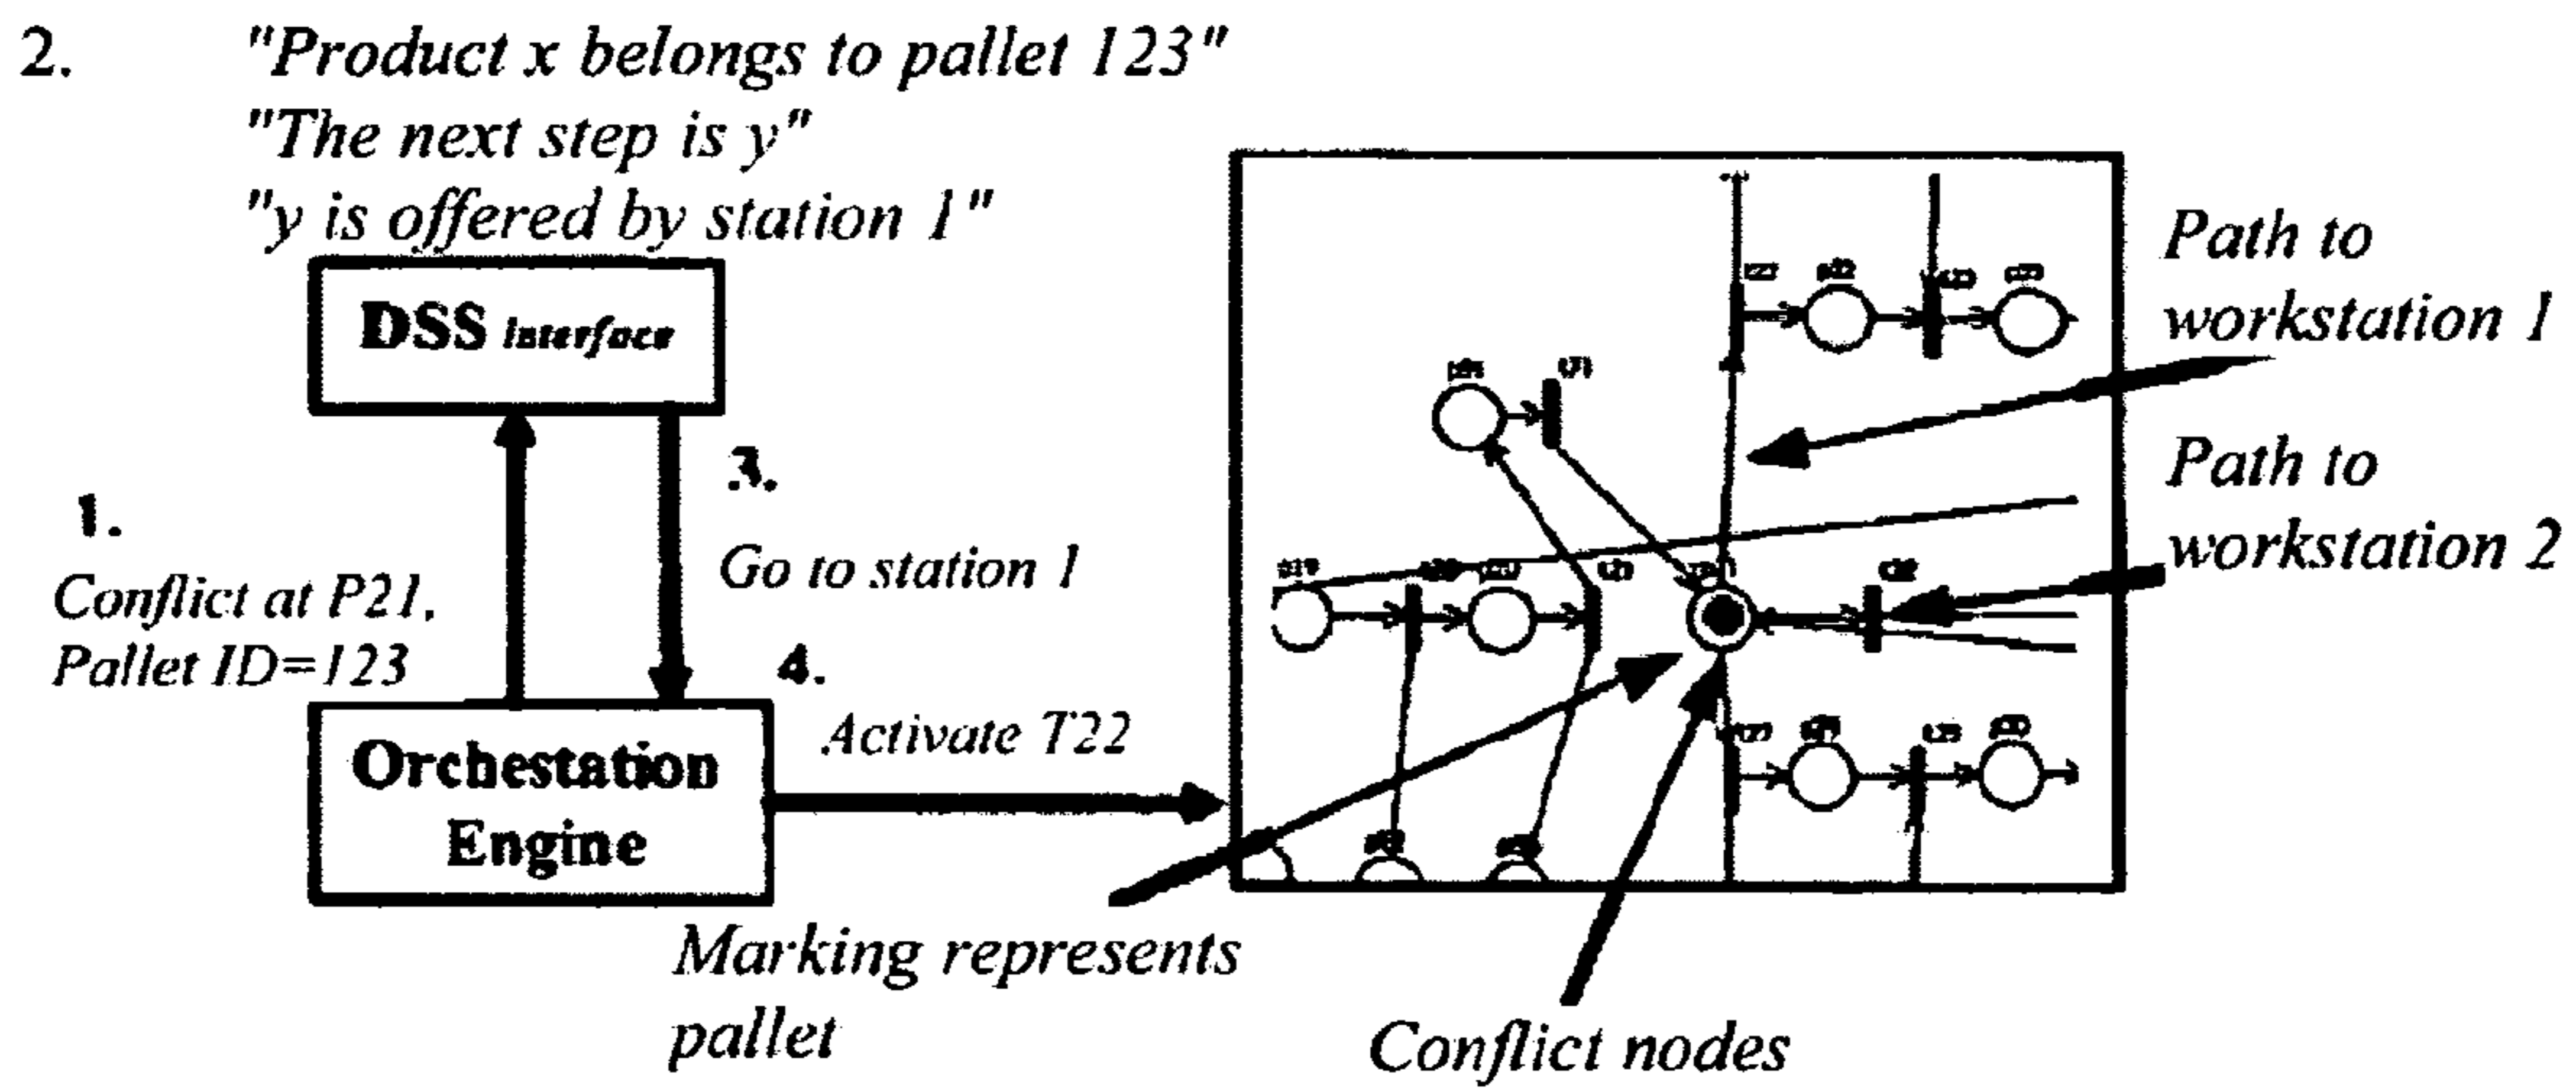 2. "Product x belongs to pallet 123"
"The next step is y"
"y is offered by station 1"
DSS interface
1.
Conflict at P21,
Pallet ID=123
3.
Go to station 1
4.
Activate T22
Orchestation
Engine
Path to
workstation 1
Path to
workstation 2
Marking represents
pallet
Conflict nodes